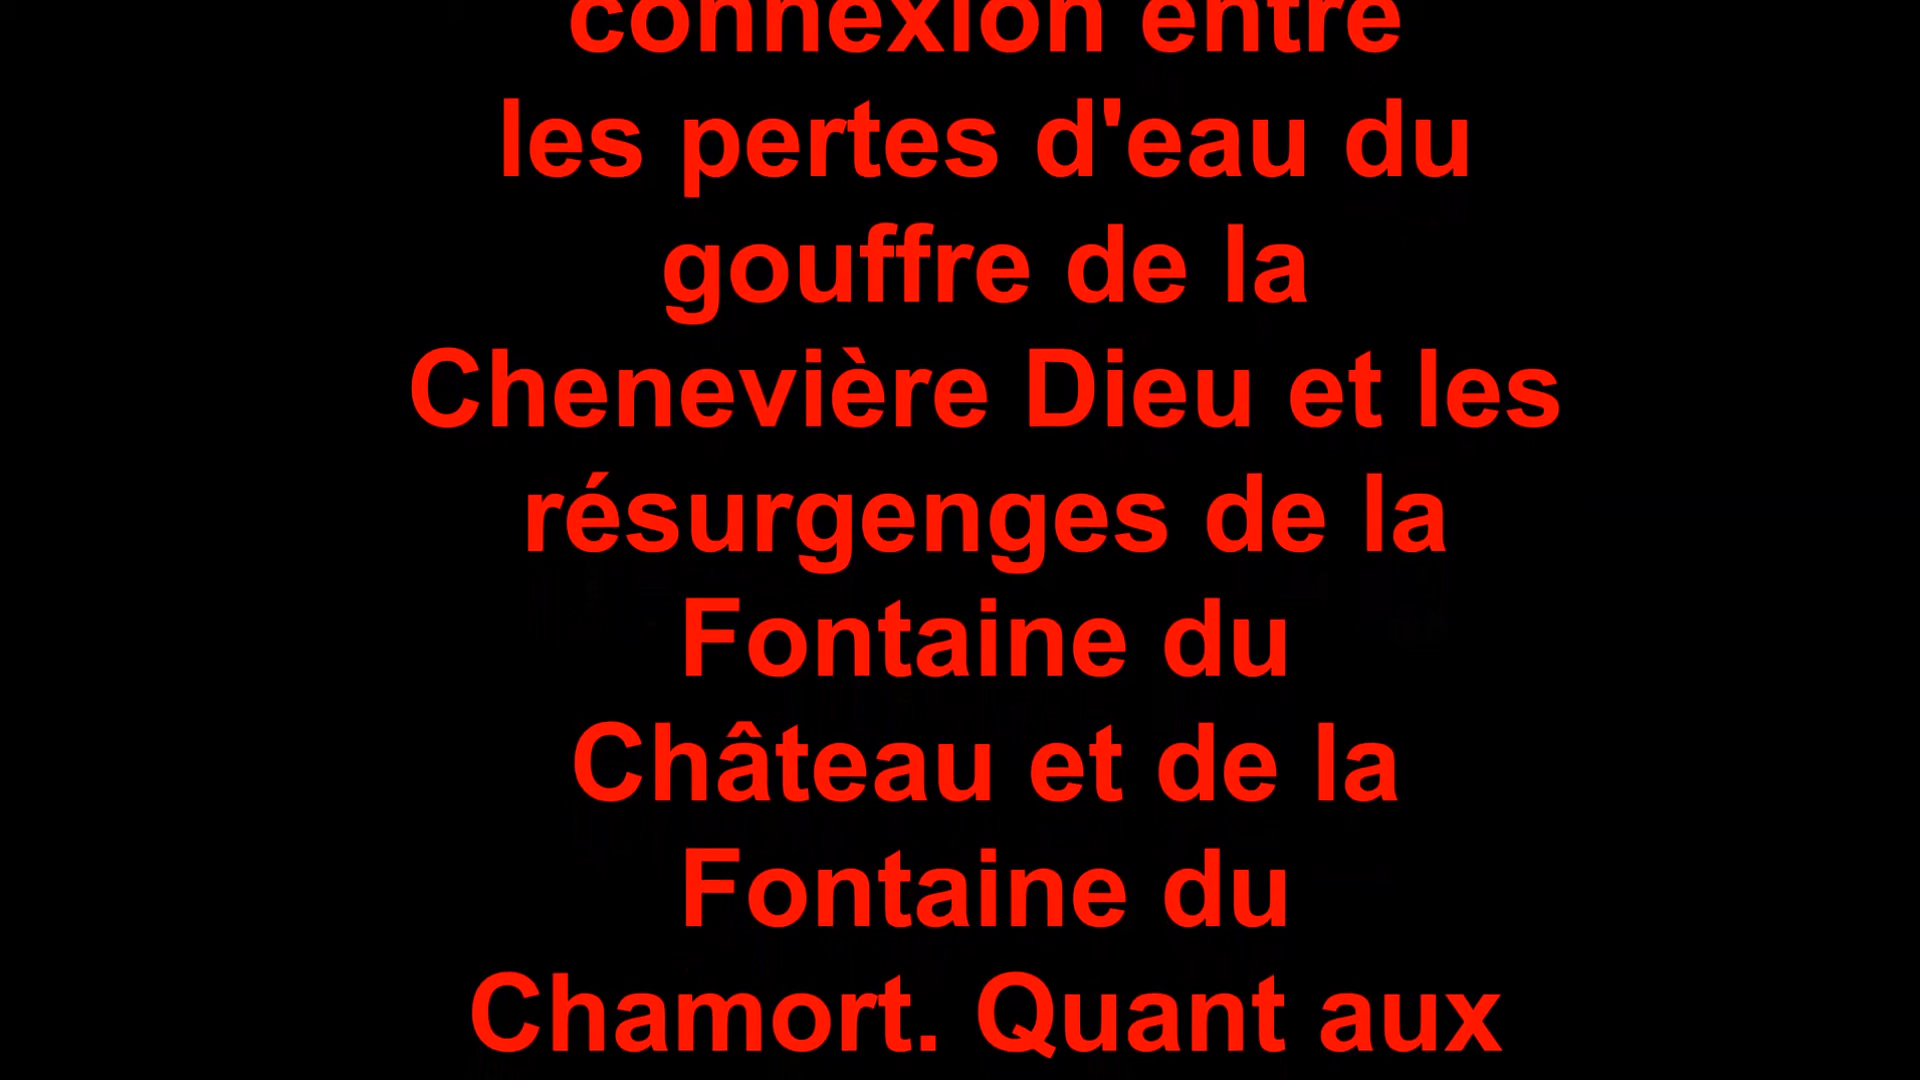 connexion entre
les pertes d'eau du
gouffre de la
Chenevière Dieu et les
résurgenges de la
Fontaine du
Château et de la
Fontaine du
Chamort. Quant aux